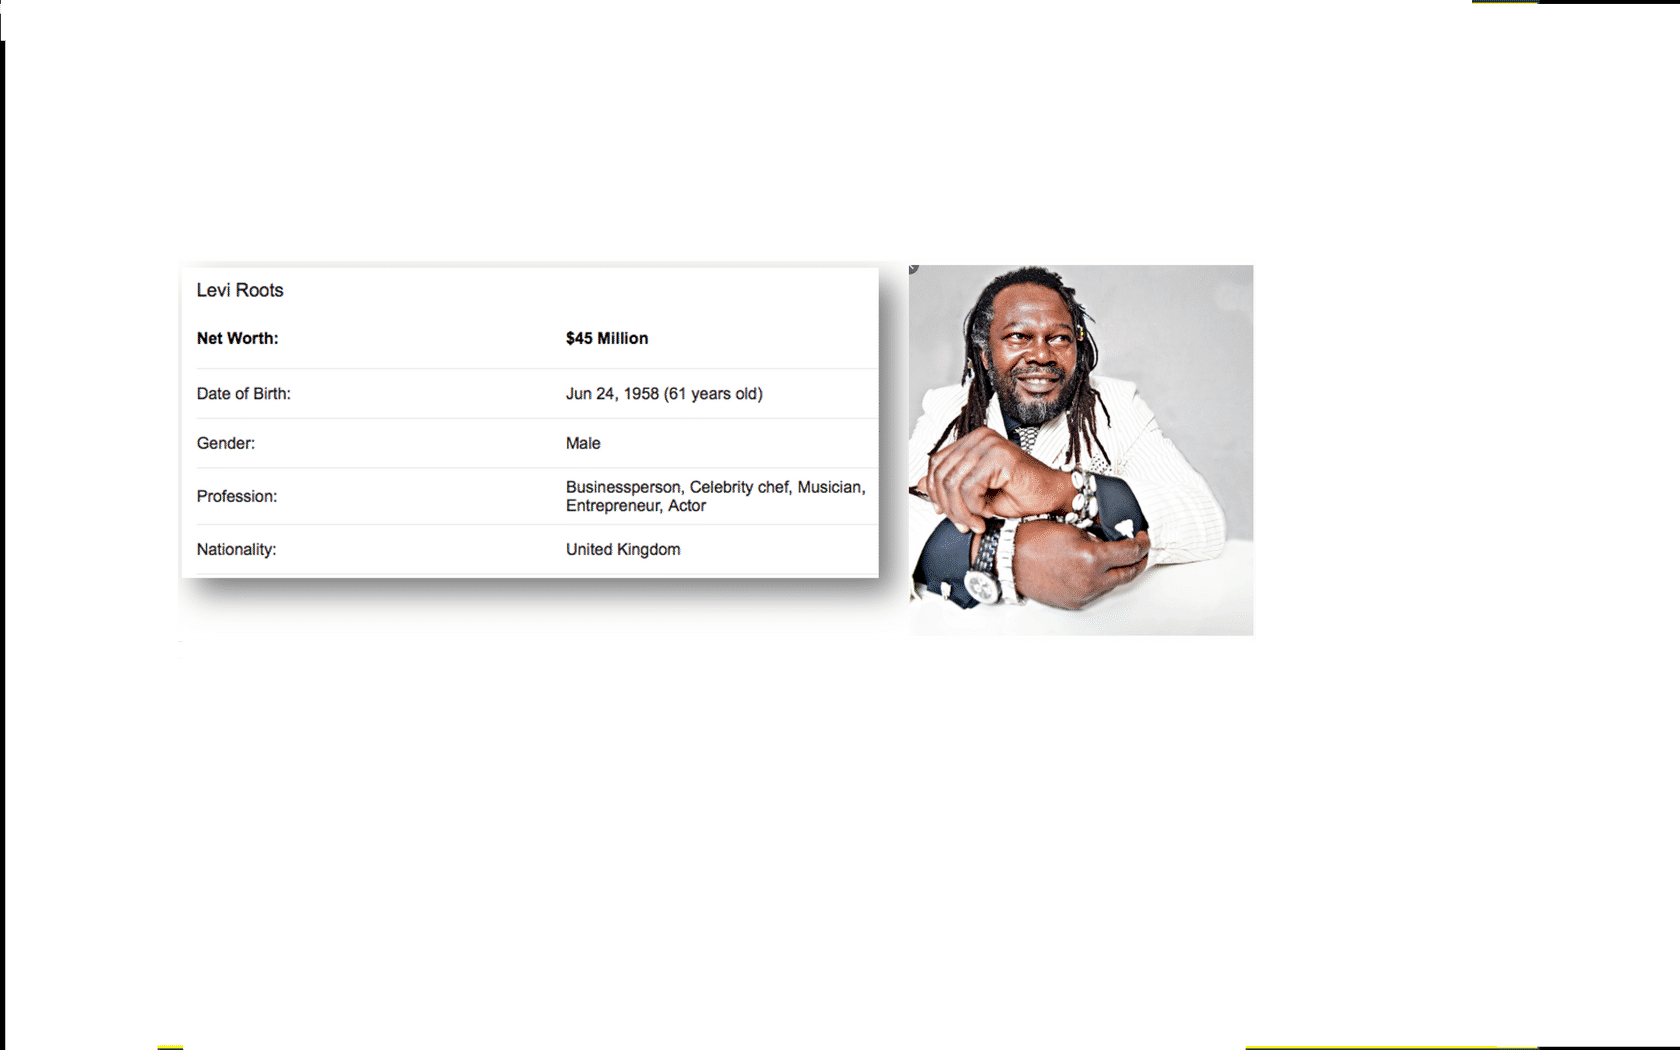 Levi Roots
Net Worth: $45 Million
Date of Birth: Jun 24, 1958 (61 years old)
Gender: Male
Profession: Businessperson, Celebrity chef, Musician,
Entrepreneur, Actor
Nationality: United Kingdom